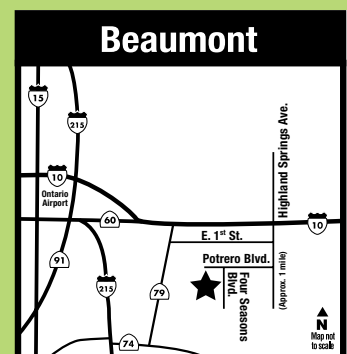 Beaumont
15
215
10
Ontario
Airport
60
Highland Springs Ave.
10
E. 1st St.
Potrero Blvd.
91
215
79
Four Seasons
Blvd.
(Approx. 1 mile)
74
N
Map not
to scale